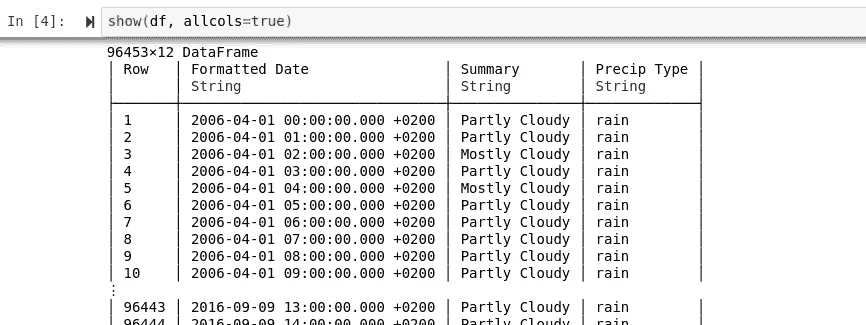 In [4]: show(df, allcols=true)
96453×12 DataFrame
│ Row │ Formatted Date │ Summary │ Precip Type │
│ │ String │ String │ String │
│ 1 │ 2006-04-01 00:00:00.000 +0200 │ Partly Cloudy │ rain │
│ 2 │ 2006-04-01 01:00:00.000 +0200 │ Partly Cloudy │ rain │
│ 3 │ 2006-04-01 02:00:00.000 +0200 │ Mostly Cloudy │ rain │
│ 4 │ 2006-04-01 03:00:00.000 +0200 │ Partly Cloudy │ rain │
│ 5 │ 2006-04-01 04:00:00.000 +0200 │ Mostly Cloudy │ rain │
│ 6 │ 2006-04-01 05:00:00.000 +0200 │ Partly Cloudy │ rain │
│ 7 │ 2006-04-01 06:00:00.000 +0200 │ Partly Cloudy │ rain │
│ 8 │ 2006-04-01 07:00:00.000 +0200 │ Partly Cloudy │ rain │
│ 9 │ 2006-04-01 08:00:00.000 +0200 │ Partly Cloudy │ rain │
│ 10 │ 2006-04-01 09:00:00.000 +0200 │ Partly Cloudy │ rain │
⋮
│ 96443 │ 2016-09-09 13:00:00.000 +0200 │ Partly Cloudy │ rain │
│ 96444 │ 2016-09-09 14:00:00.000 +0200 │ Partly Cloudy │ rain │